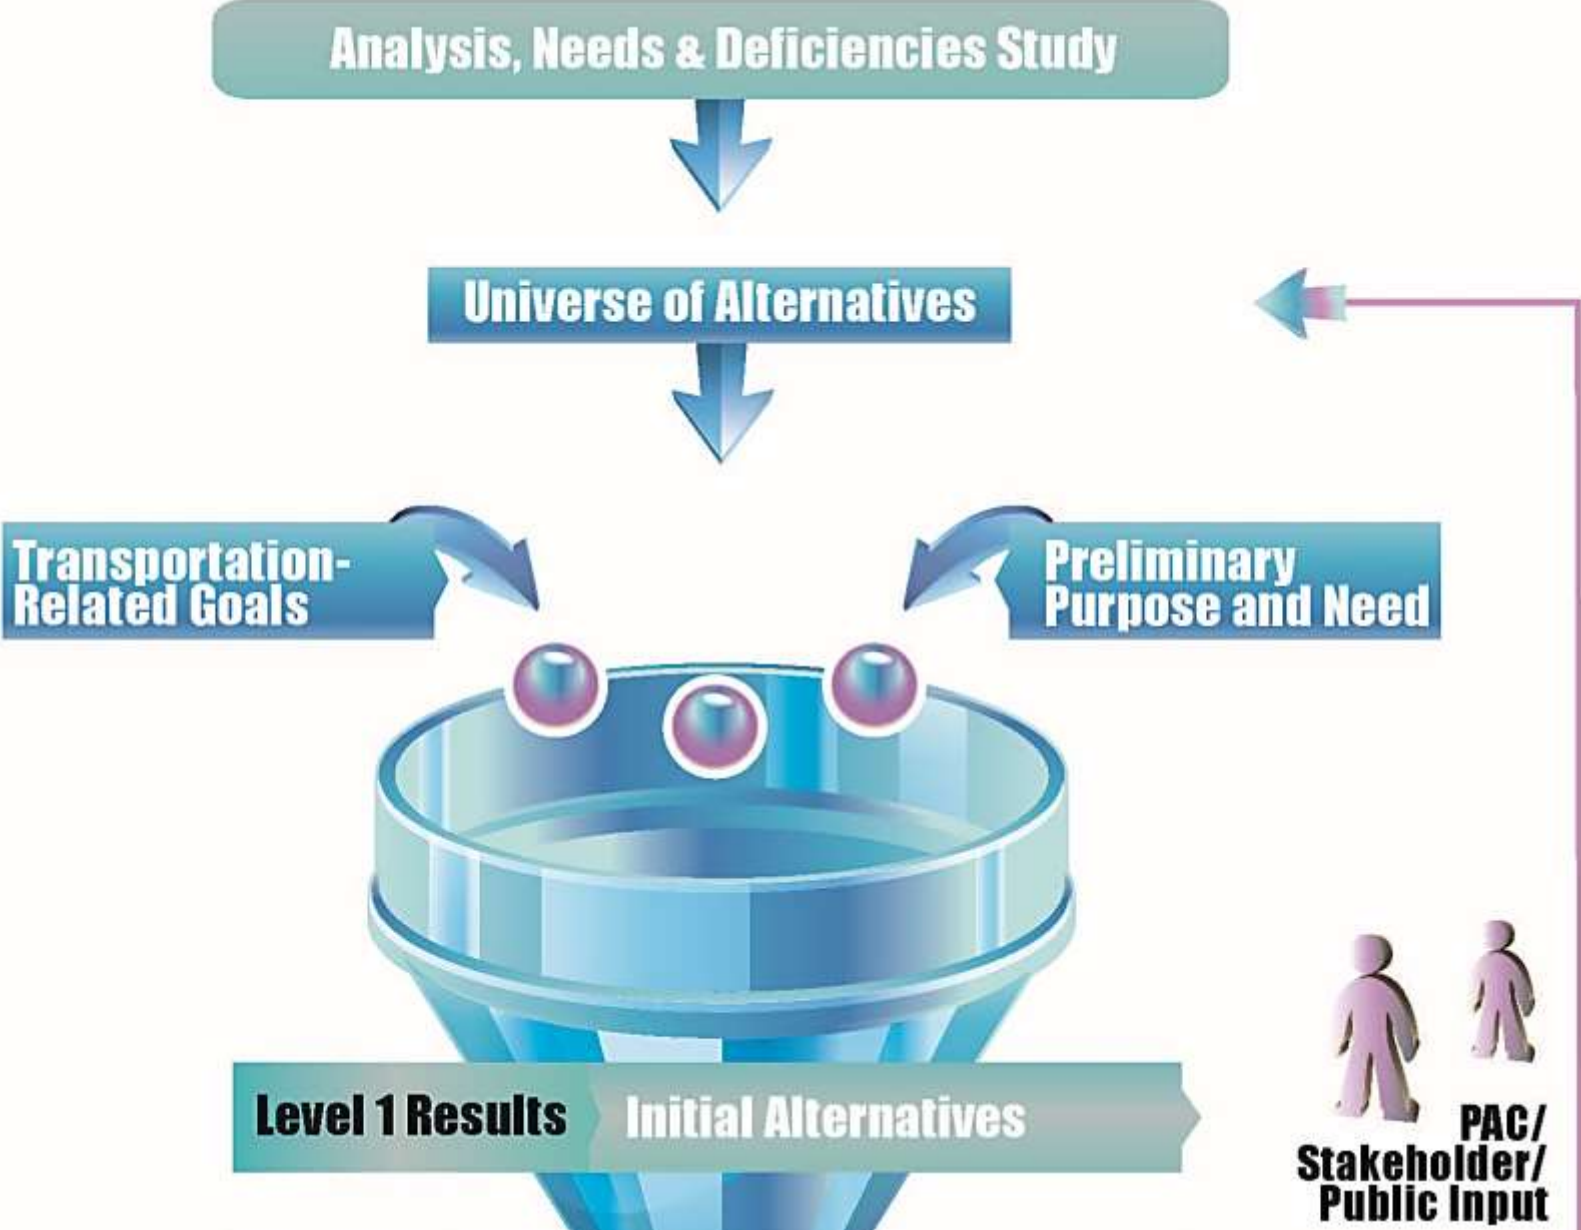 Analysis, Needs & Deficiencies Study
Universe of Alternatives
Transportation-
Related Goals
Preliminary
Purpose and Need
Level 1 Results
Initial Alternatives
PAC/
Stakeholder/
Public Input